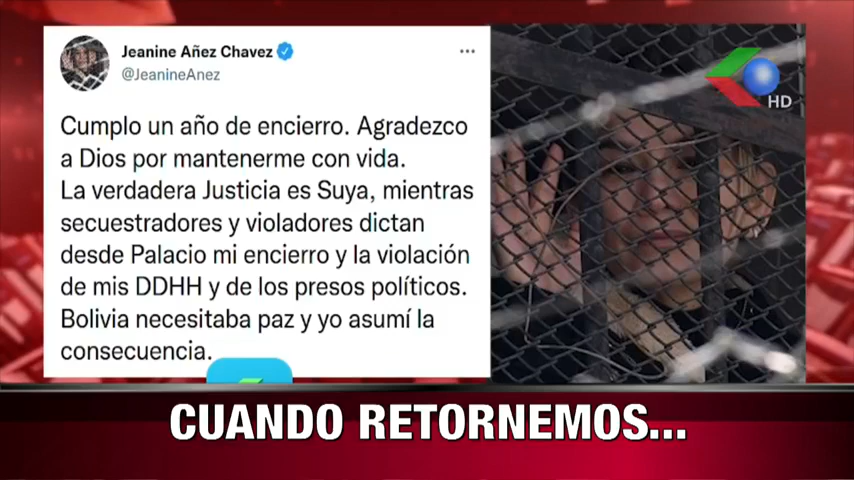 Jeanine Añez Chavez
@JeanineAnez
Cumplo un año de encierro. Agradezco
a Dios por mantenerme con vida.
La verdadera Justicia es Suya, mientras
secuestradores y violadores dictan
desde Palacio mi encierro y la violación
de mis DDHH y de los presos políticos.
Bolivia necesitaba paz y yo asumí la
consecuencia.
HD
CUANDO RETORNEMOS...